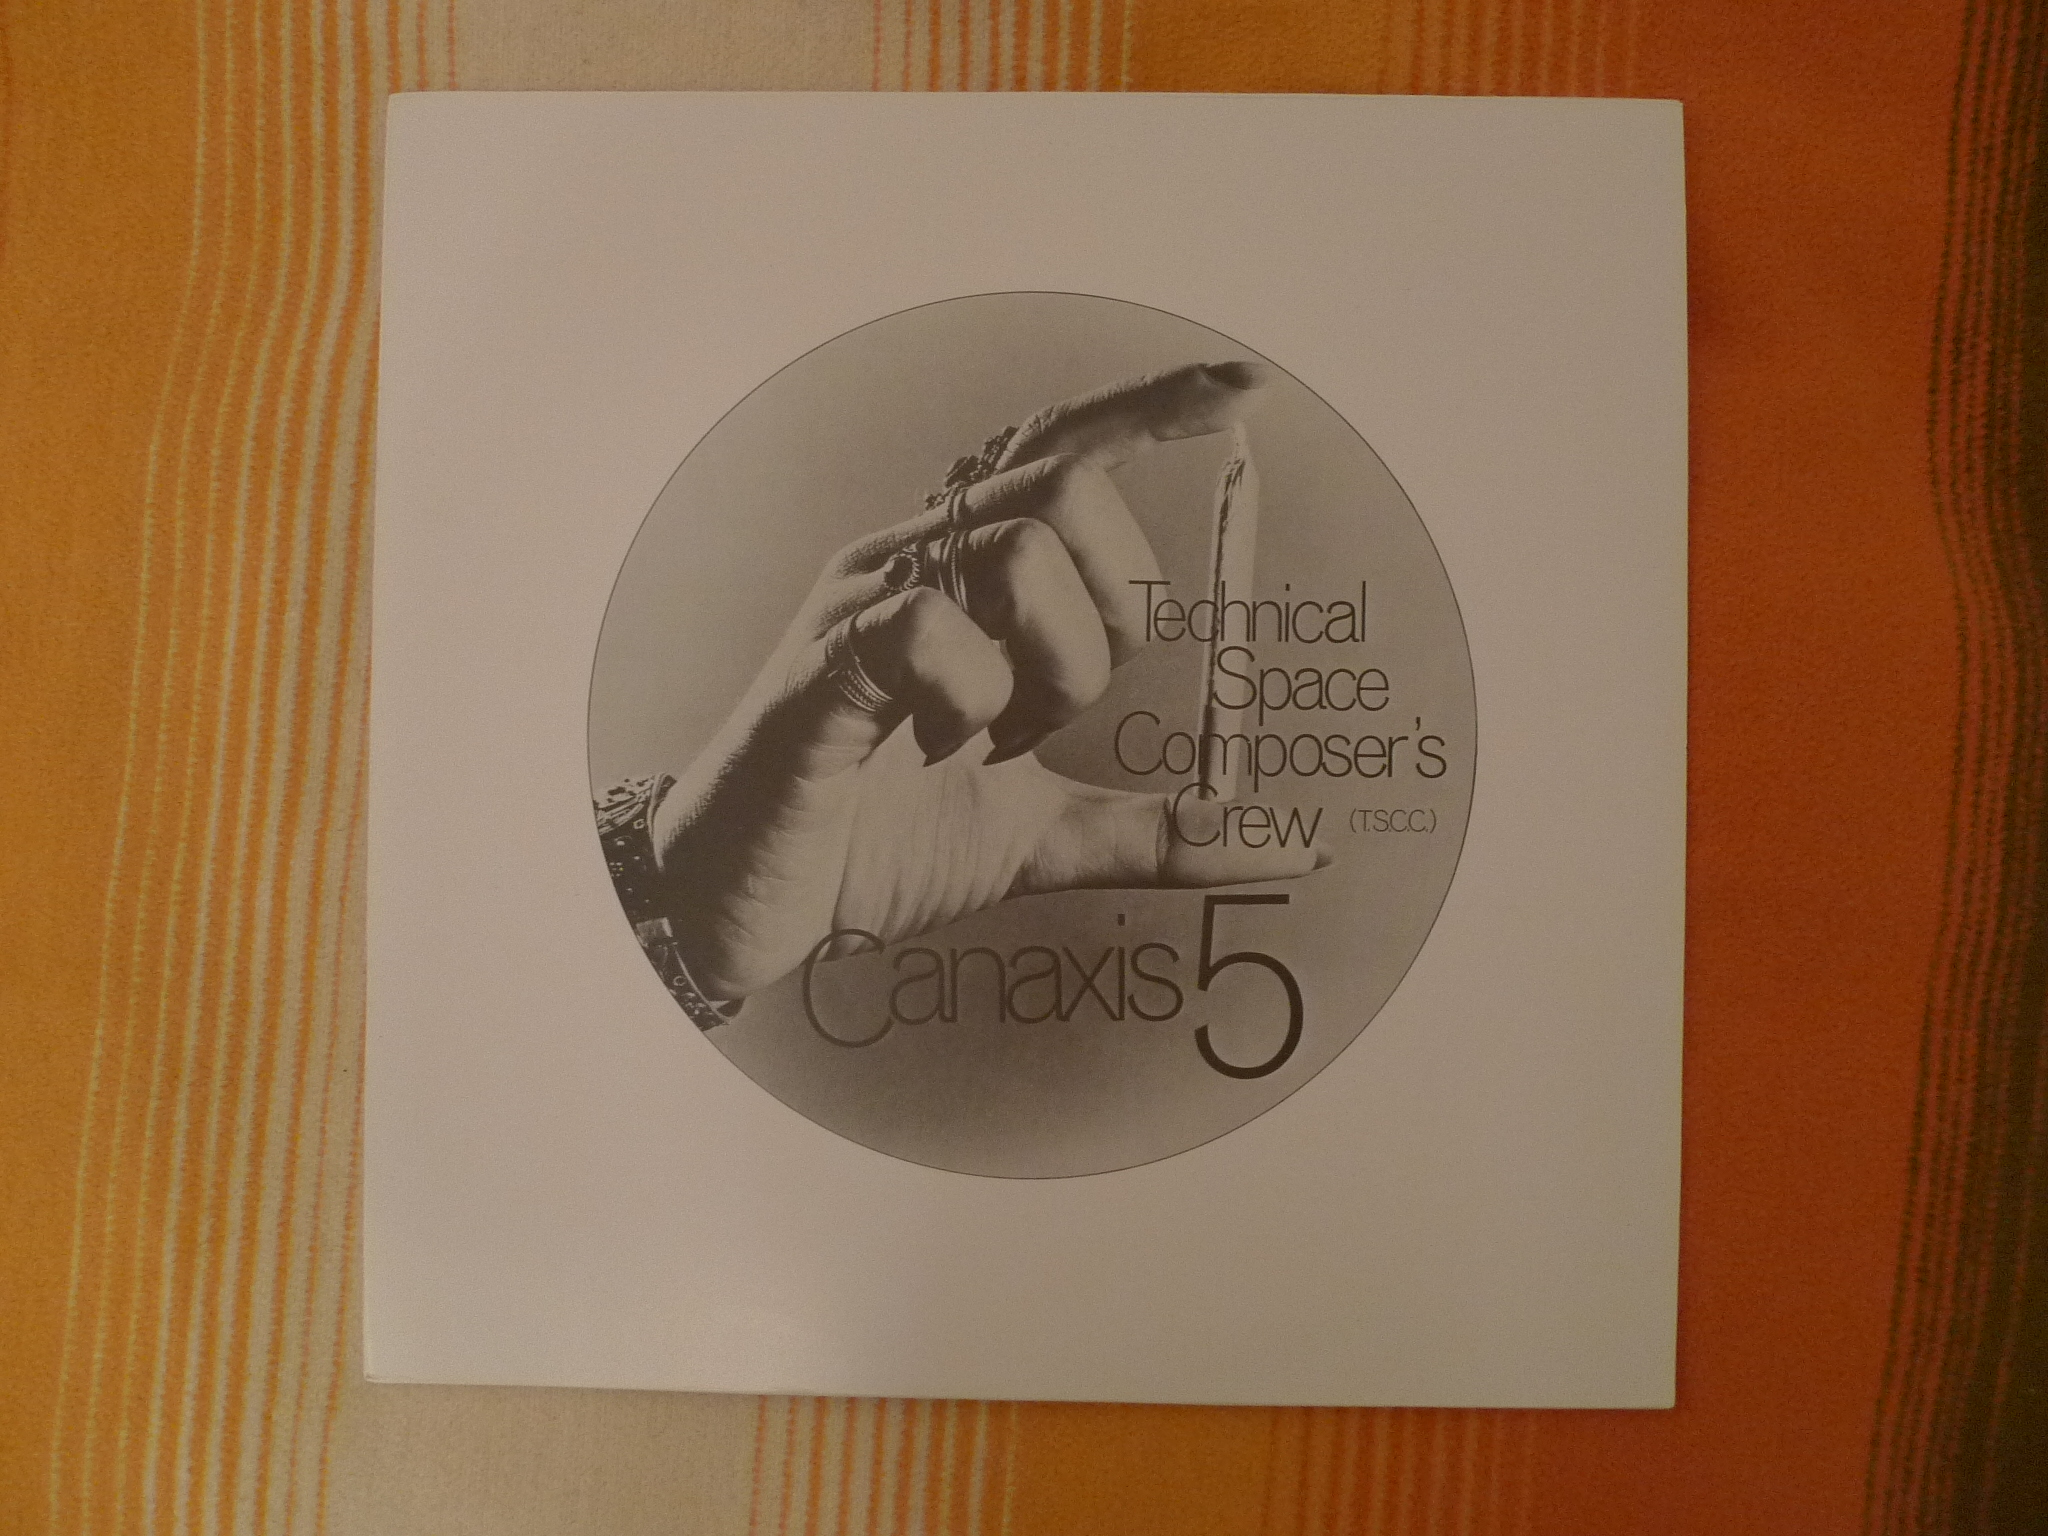 Technical
Space
Composer's
Crew (T.S.C.C.)
Canaxis 5